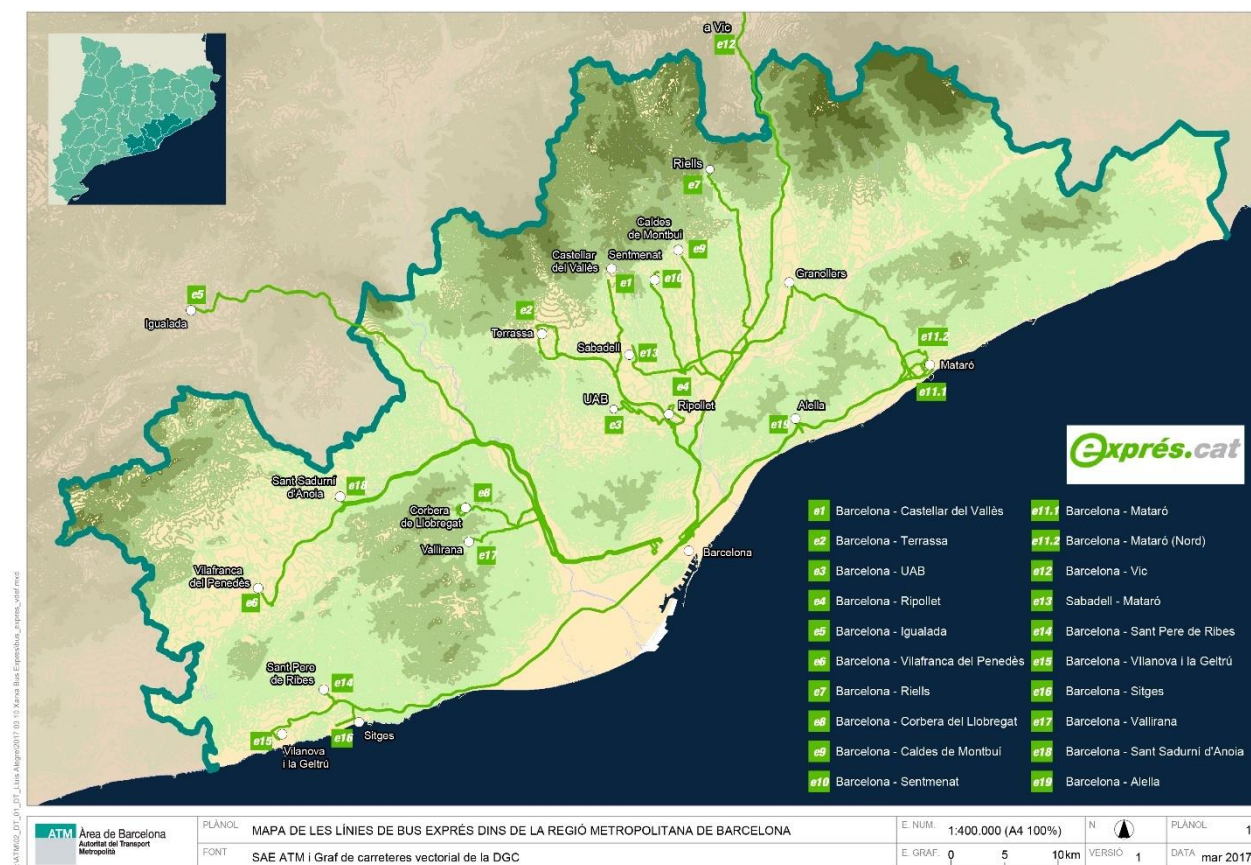 a Vic
e12
Riells
e7
Caldes
de Montbui
e9
Castellar
del Vallès
Sentmenat
e1
e10
Granollers
e5
Igualada
e2
Terrassa
Sabadell
e13
e4
e11.2
Mataró
e11.1
UAB
e3
Ripollet
Alella
e19
exprés.cat
Sant Sadurní
d'Anoia
e18
e8
Corbera
de Llobregat
Vallirana
e17
Barcelona
Vilafranca
del Penedès
e6
Sant Pere
de Ribes
e14
e15
Vilanova
i la Geltrú
e16
Sitges
e1 Barcelona - Castellar del Vallès
e2 Barcelona - Terrassa
e3 Barcelona - UAB
e4 Barcelona - Ripollet
e5 Barcelona - Igualada
e6 Barcelona - Vilafranca del Penedès
e7 Barcelona - Riells
e8 Barcelona - Corbera del Llobregat
e9 Barcelona - Caldes de Montbui
e10 Barcelona - Sentmenat
e11.1 Barcelona - Mataró
e11.2 Barcelona - Mataró (Nord)
e12 Barcelona - Vic
e13 Sabadell - Mataró
e14 Barcelona - Sant Pere de Ribes
e15 Barcelona - VIlanova i la Geltrú
e16 Barcelona - Sitges
e17 Barcelona - Vallirana
e18 Barcelona - Sant Sadurní d'Anoia
e19 Barcelona - Alella
ATM Àrea de Barcelona
Autoritat del Transport
Metropolità
PLÀNOL MAPA DE LES LÍNIES DE BUS EXPRÉS DINS DE LA REGIÓ METROPOLITANA DE BARCELONA
FONT SAE ATM i Graf de carreteres vectorial de la DGC
E. NUM. 1:400.000 (A4 100%)
E. GRAF. 0 5 10 km
N
VERSIÓ 1
PLÀNOL 1
DATA mar 2017